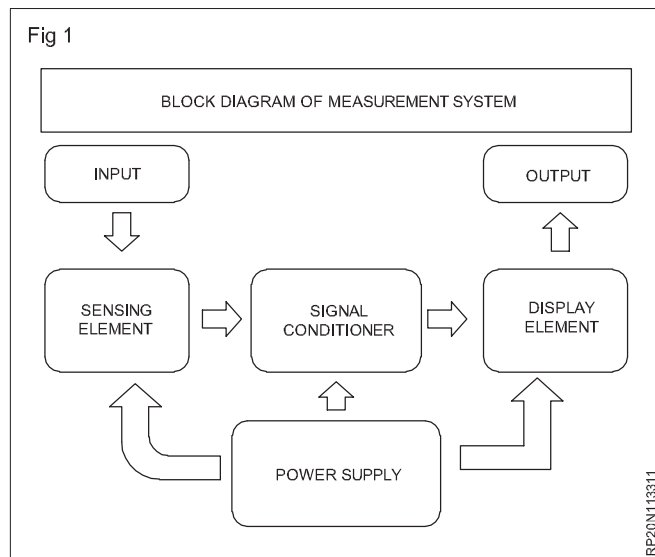 Fig 1
BLOCK DIAGRAM OF MEASUREMENT SYSTEM
INPUT
OUTPUT
SENSING
ELEMENT
SIGNAL
CONDITIONER
DISPLAY
ELEMENT
POWER SUPPLY
RP20N113311